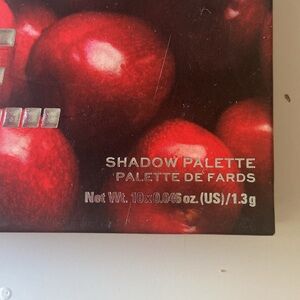 SHADOW PALETTE
PALETTE DE FARDS
Net Wt. 10x0.046 oz. (US)/1.3g